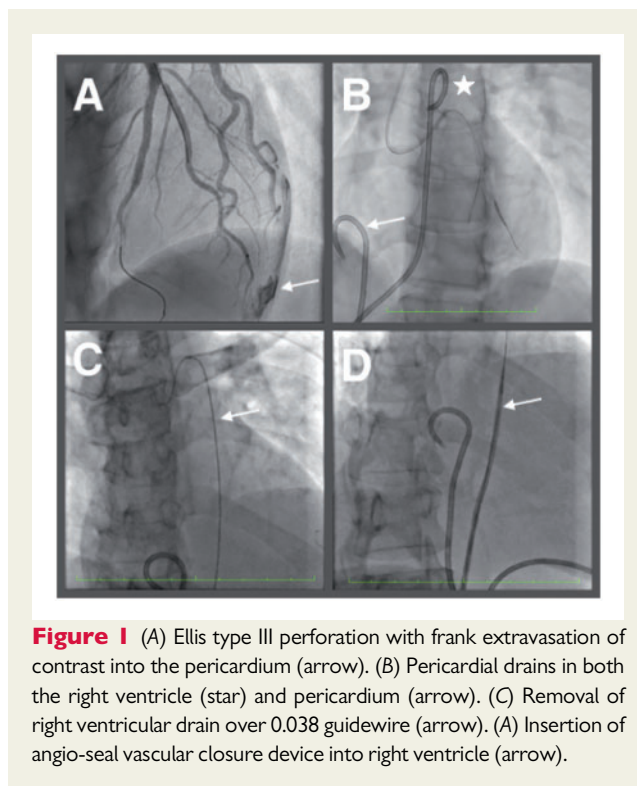 A
B
C
D
Figure 1 (A) Ellis type III perforation with frank extravasation of
contrast into the pericardium (arrow). (B) Pericardial drains in both
the right ventricle (star) and pericardium (arrow). (C) Removal of
right ventricular drain over 0.038 guidewire (arrow). (A) Insertion of
angio-seal vascular closure device into right ventricle (arrow).